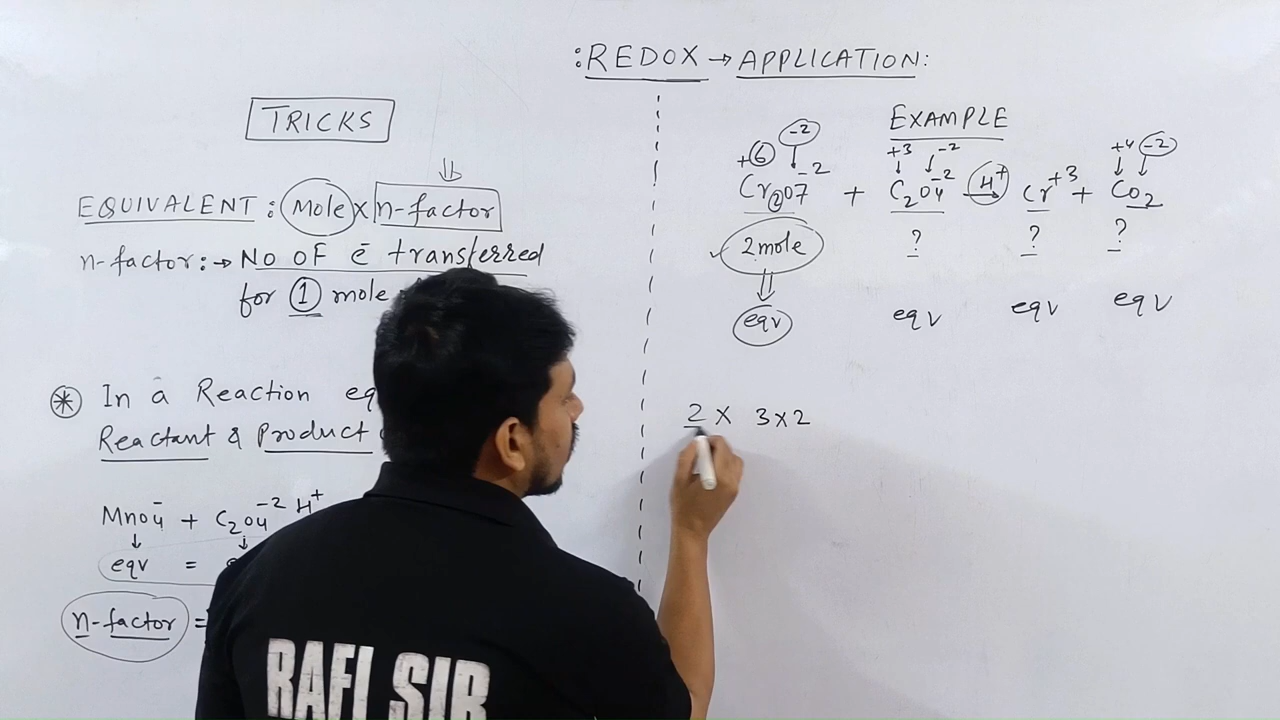 :REDOX → APPLICATION:
TRICKS
EQUIVALENT : Mole x n-factor
n-factor :→ No OF ē transferred
for ① mole
⊛ In a Reaction eq
Reactant & Product
MnO4⁻ + C2O4⁻² H⁺
↓ ↓
eqv =
n-factor =
EXAMPLE
+6 -2 +3 -2 +4 -2
Cr2O7⁻² + C2O4⁻² H⁺→ Cr⁺³ + CO2
2mole ? ? ?
eqv eqv eqv eqv
2 x 3x2
RAFI SIR